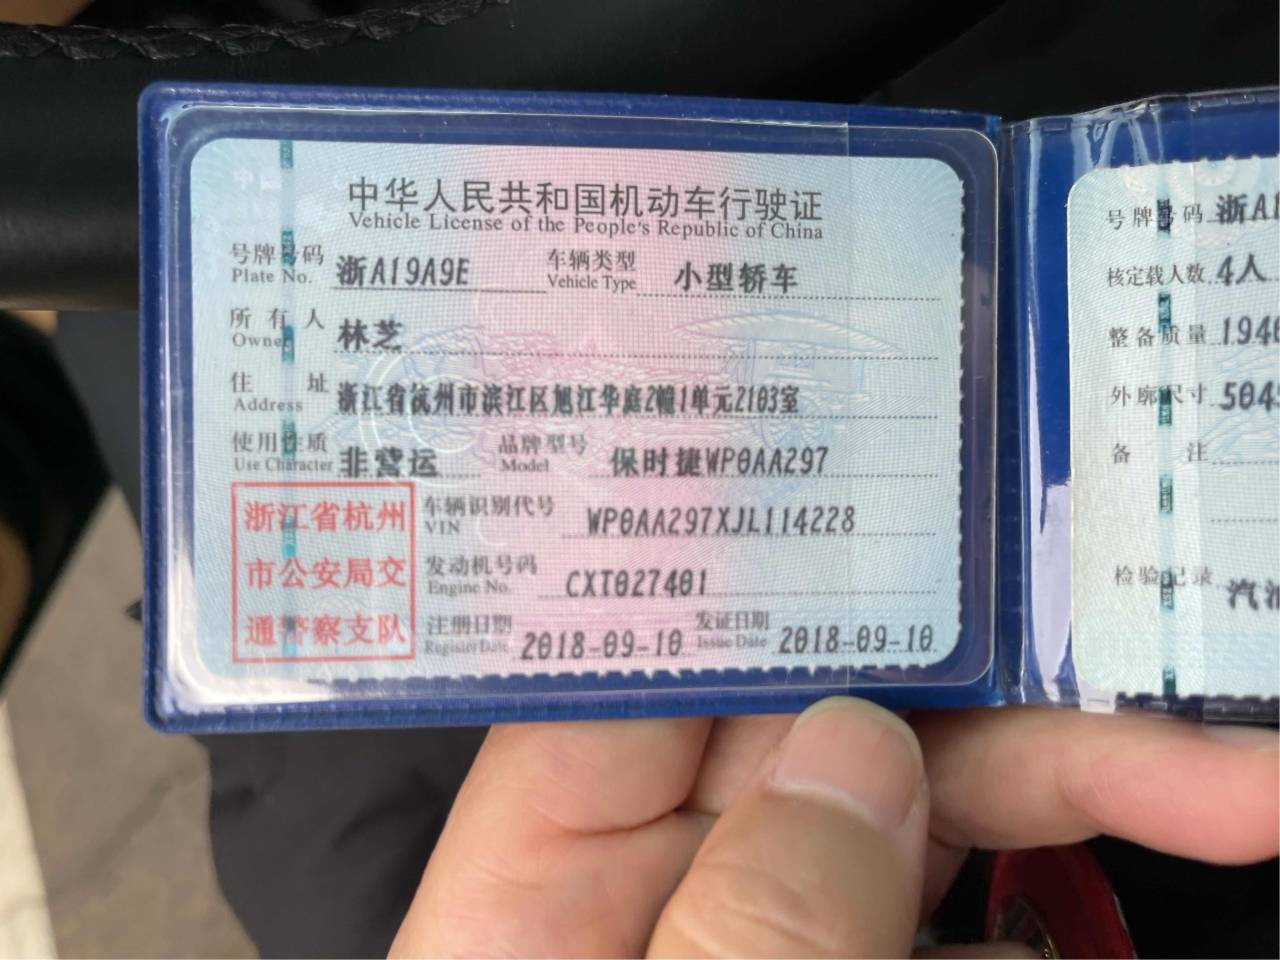 中华人民共和国机动车行驶证
Vehicle License of the People's Republic of China
号牌号码 浙A19A9E 车辆类型 小型轿车
Plate No. Vehicle Type
所有人 林芝
Owner
住址 浙江省杭州市滨江区旭江华庭2幢1单元2103室
Address
使用性质 非营运 品牌型号 保时捷WP0AA297
Use Character Model
浙江省杭州
市公安局交
通警察支队
车辆识别代号 WP0AA297XJL114228
VIN
发动机号码 CXT027401
Engine No.
注册日期 2018-09-10 发证日期 2018-09-10
Register Date Issue Date
号牌号码 浙A1
核定载人数 4人
整备质量 194
外廓尺寸 504
备注
检验记录 汽油